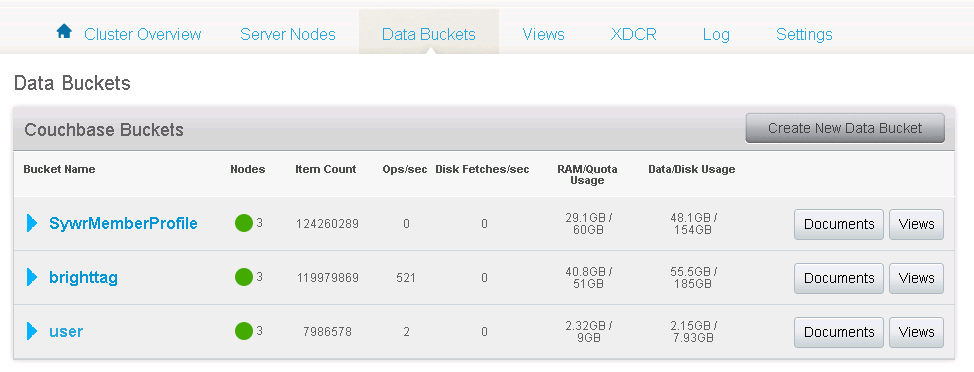 Cluster Overview Server Nodes Data Buckets Views XDCR Log Settings
Data Buckets
Couchbase Buckets Create New Data Bucket
Bucket Name Nodes Item Count Ops/sec Disk Fetches/sec RAM/Quota Usage Data/Disk Usage
SywrMemberProfile 3 124260289 0 0 29.1GB / 60GB 48.1GB / 154GB Documents Views
brighttag 3 119979869 521 0 40.8GB / 51GB 55.5GB / 185GB Documents Views
user 3 7986578 2 0 2.32GB / 9GB 2.15GB / 7.93GB Documents Views